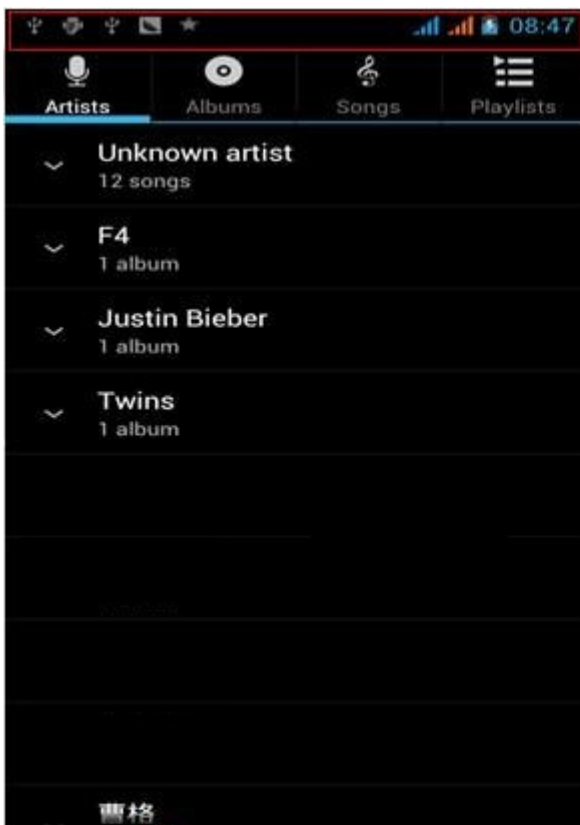 08:47
Artists Albums Songs Playlists
Unknown artist
12 songs
F4
1 album
Justin Bieber
1 album
Twins
1 album
曹格